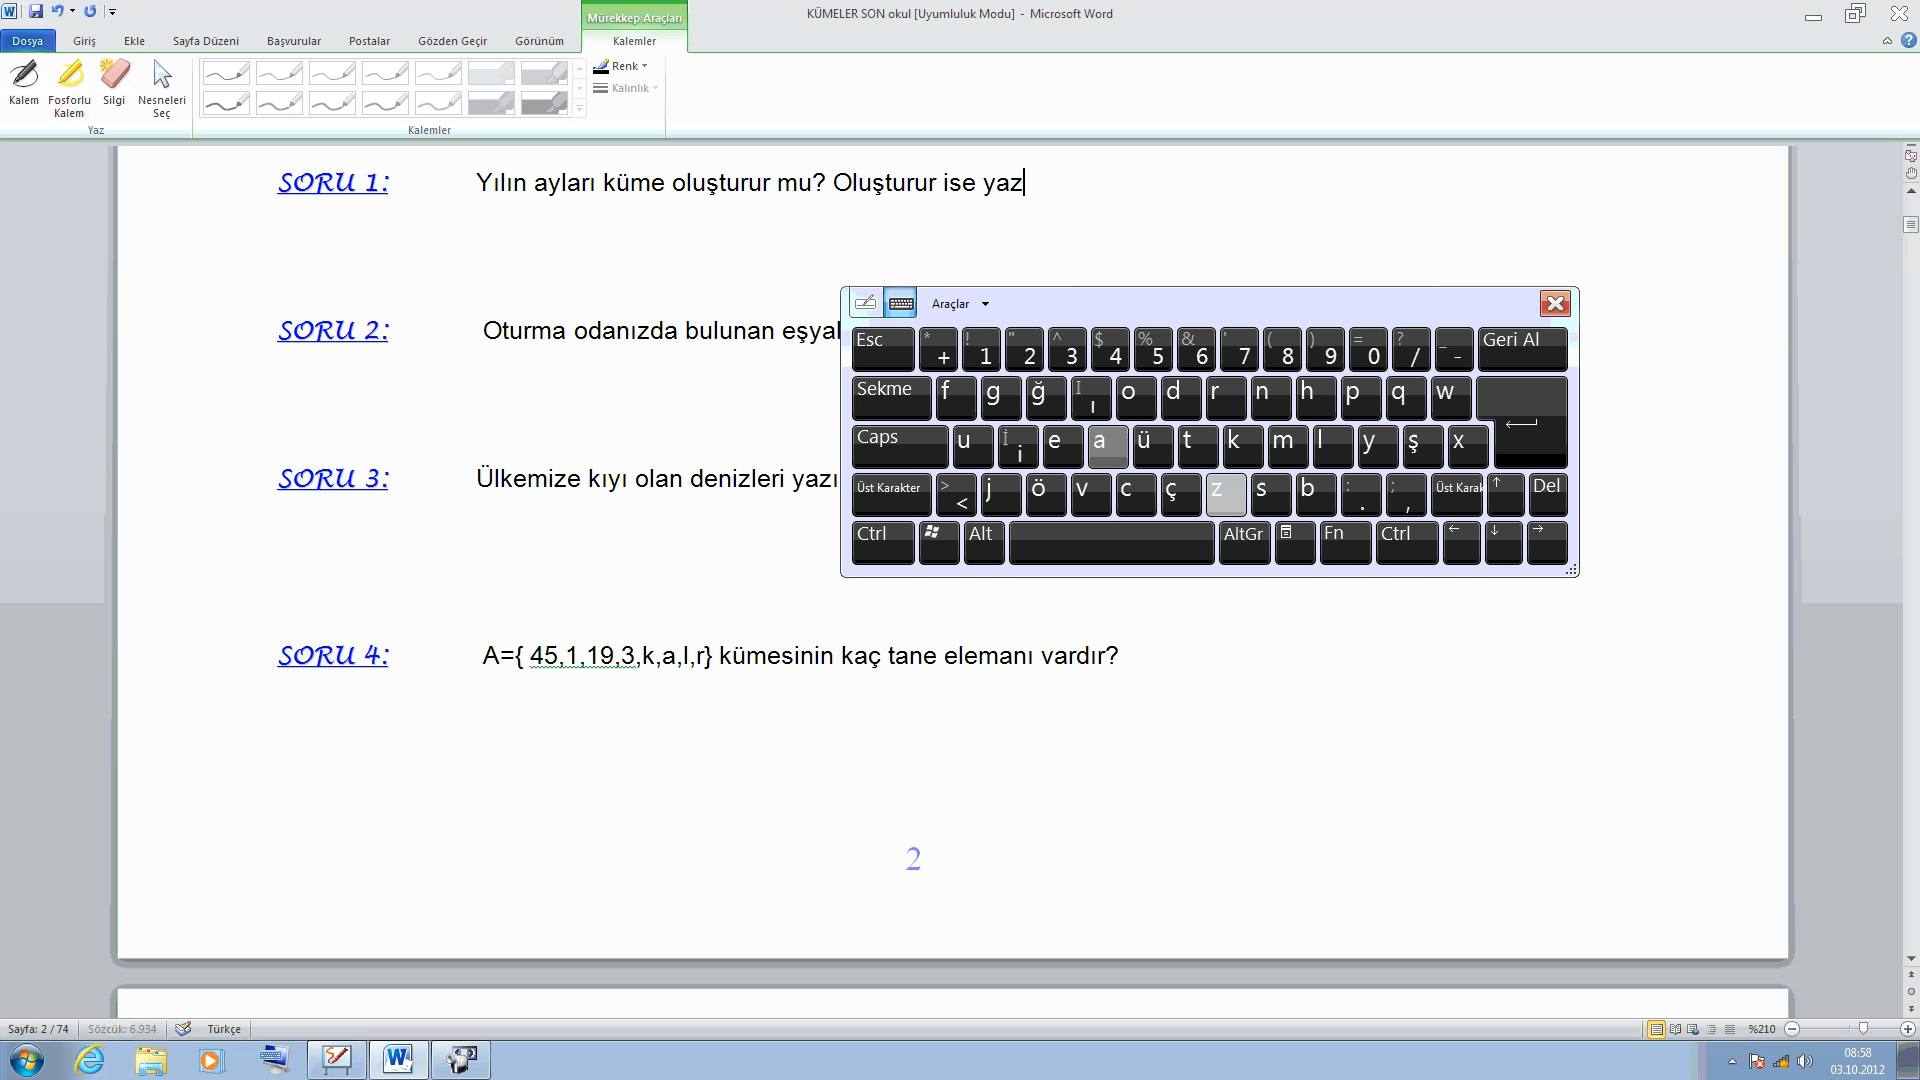 KÜMELER SON okul [Uyumluluk Modu] - Microsoft Word
Mürekkep Araçları
Dosya Giriş Ekle Sayfa Düzeni Başvurular Postalar Gözden Geçir Görünüm Kalemler
Kalem Fosforlu Kalem Silgi Nesneleri Seç
Renk
Kalınlık
Yaz Kalemler
SORU 1: Yılın ayları küme oluşturur mu? Oluşturur ise yaz
SORU 2: Oturma odanızda bulunan eşyal
SORU 3: Ülkemize kıyı olan denizleri yazı
SORU 4: A={ 45,1,19,3,k,a,l,r} kümesinin kaç tane elemanı vardır?
2
Araçlar
Esc * + ! 1 " 2 ^ 3 $ 4 % 5 & 6 ' 7 ( 8 ) 9 = 0 ? / _ - Geri Al
Sekme f g ğ I ı o d r n h p q w
Caps u İ i e a ü t k m l y ş x
Üst Karakter > < j ö v c ç z s b : . ; , Üst Karak ↑ Del
Ctrl Alt AltGr Fn Ctrl ← ↓ →
Sayfa: 2 / 74 Sözcük: 6.934 Türkçe %210
08:58
03.10.2012